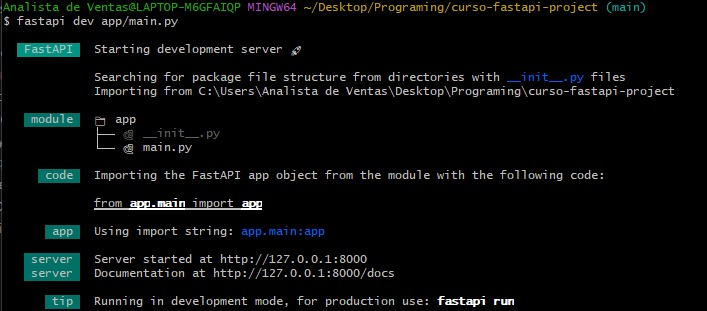 Analista de Ventas@LAPTOP-M6GFAIQP MINGW64 ~/Desktop/Programing/curso-fastapi-project (main)
$ fastapi dev app/main.py
FastAPI Starting development server 🚀
Searching for package file structure from directories with __init__.py files
Importing from C:\Users\Analista de Ventas\Desktop\Programing\curso-fastapi-project
module 📁 app
├── 🐍 __init__.py
└── 🐍 main.py
code Importing the FastAPI app object from the module with the following code:
from app.main import app
app Using import string: app.main:app
server Server started at http://127.0.0.1:8000
server Documentation at http://127.0.0.1:8000/docs
tip Running in development mode, for production use: fastapi run